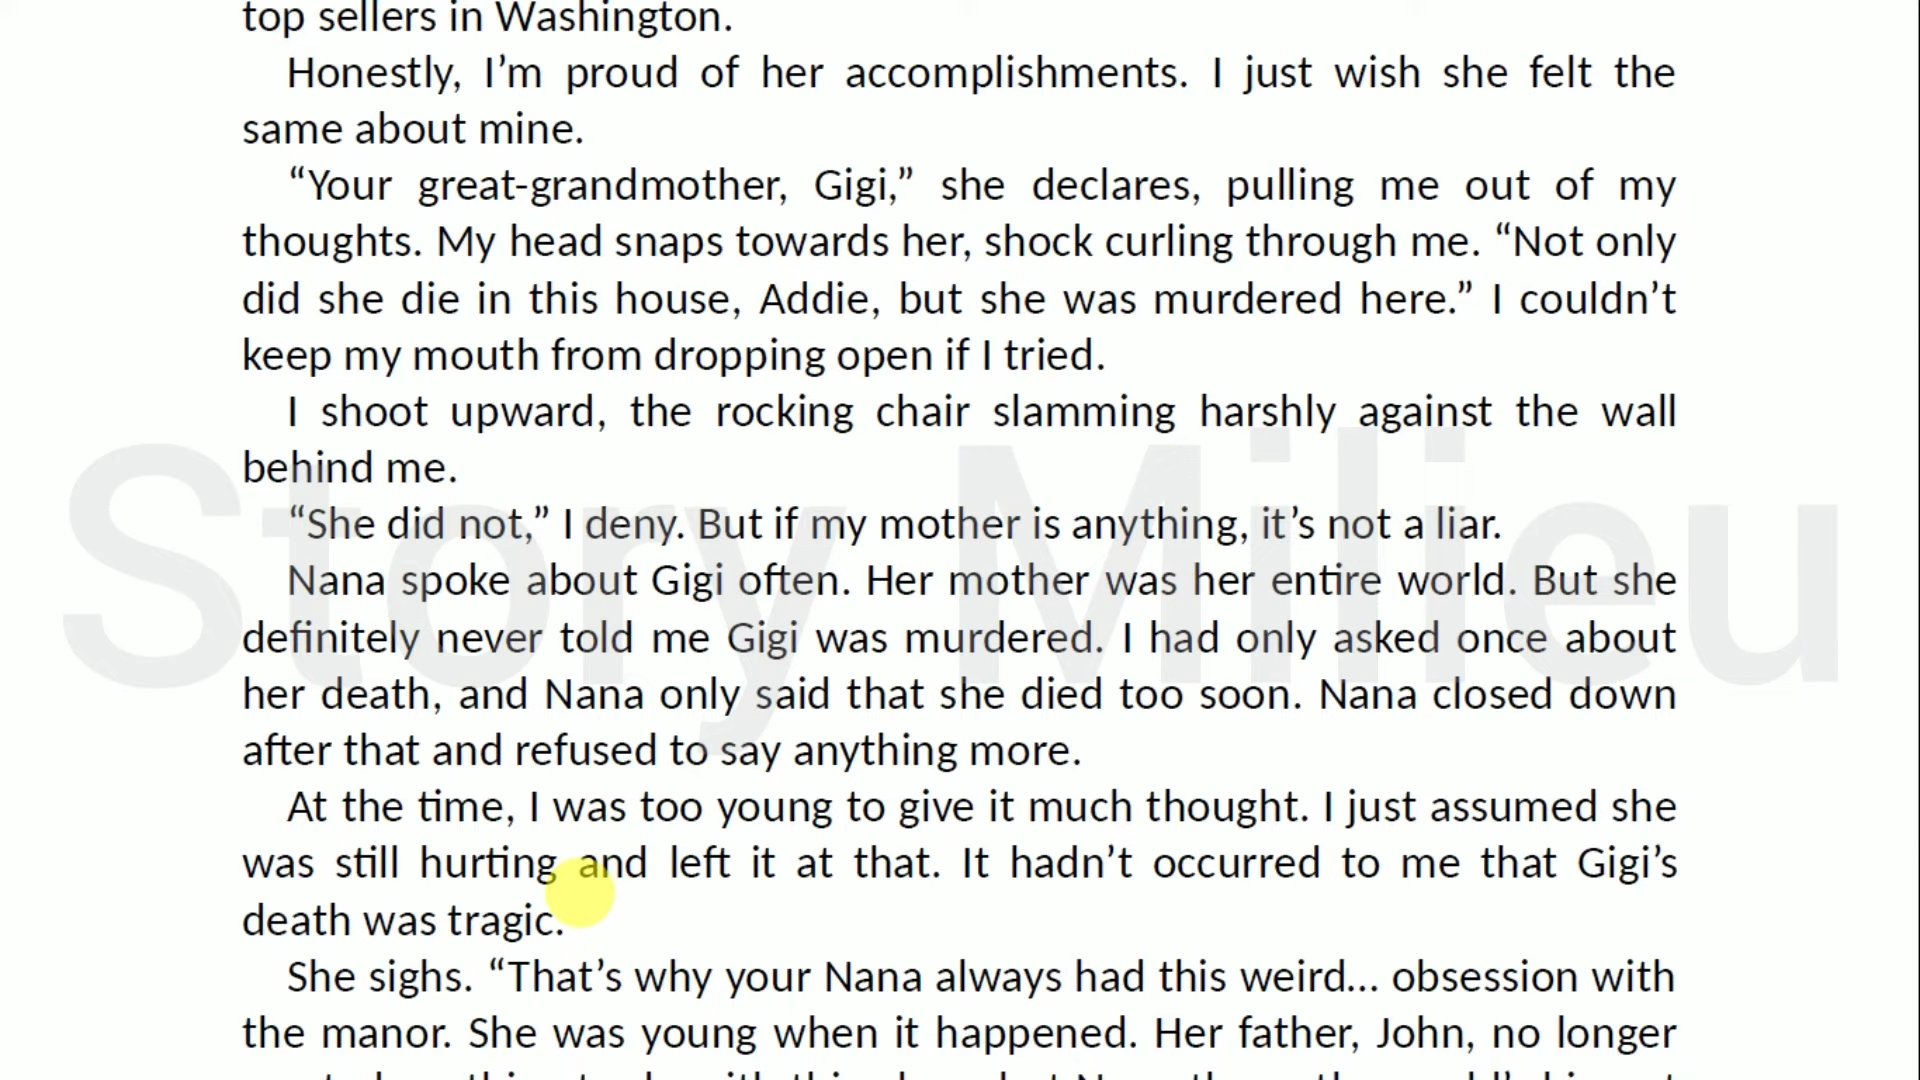 top sellers in Washington.
Honestly, I’m proud of her accomplishments. I just wish she felt the
same about mine.
“Your great-grandmother, Gigi,” she declares, pulling me out of my
thoughts. My head snaps towards her, shock curling through me. “Not only
did she die in this house, Addie, but she was murdered here.” I couldn’t
keep my mouth from dropping open if I tried.
I shoot upward, the rocking chair slamming harshly against the wall
behind me.
“She did not,” I deny. But if my mother is anything, it’s not a liar.
Nana spoke about Gigi often. Her mother was her entire world. But she
definitely never told me Gigi was murdered. I had only asked once about
her death, and Nana only said that she died too soon. Nana closed down
after that and refused to say anything more.
At the time, I was too young to give it much thought. I just assumed she
was still hurting and left it at that. It hadn’t occurred to me that Gigi’s
death was tragic.
She sighs. “That’s why your Nana always had this weird... obsession with
the manor. She was young when it happened. Her father, John, no longer
Story Milieu